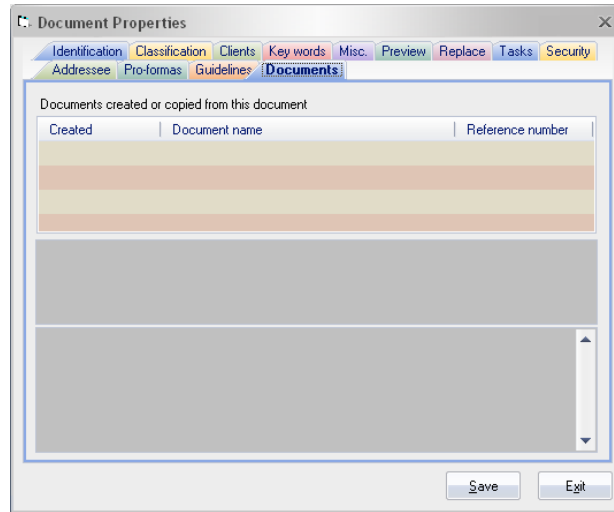 Document Properties
Identification Classification Clients Key words Misc. Preview Replace Tasks Security
Addressee Pro-formas Guidelines Documents
Documents created or copied from this document
Created Document name Reference number
Save Exit